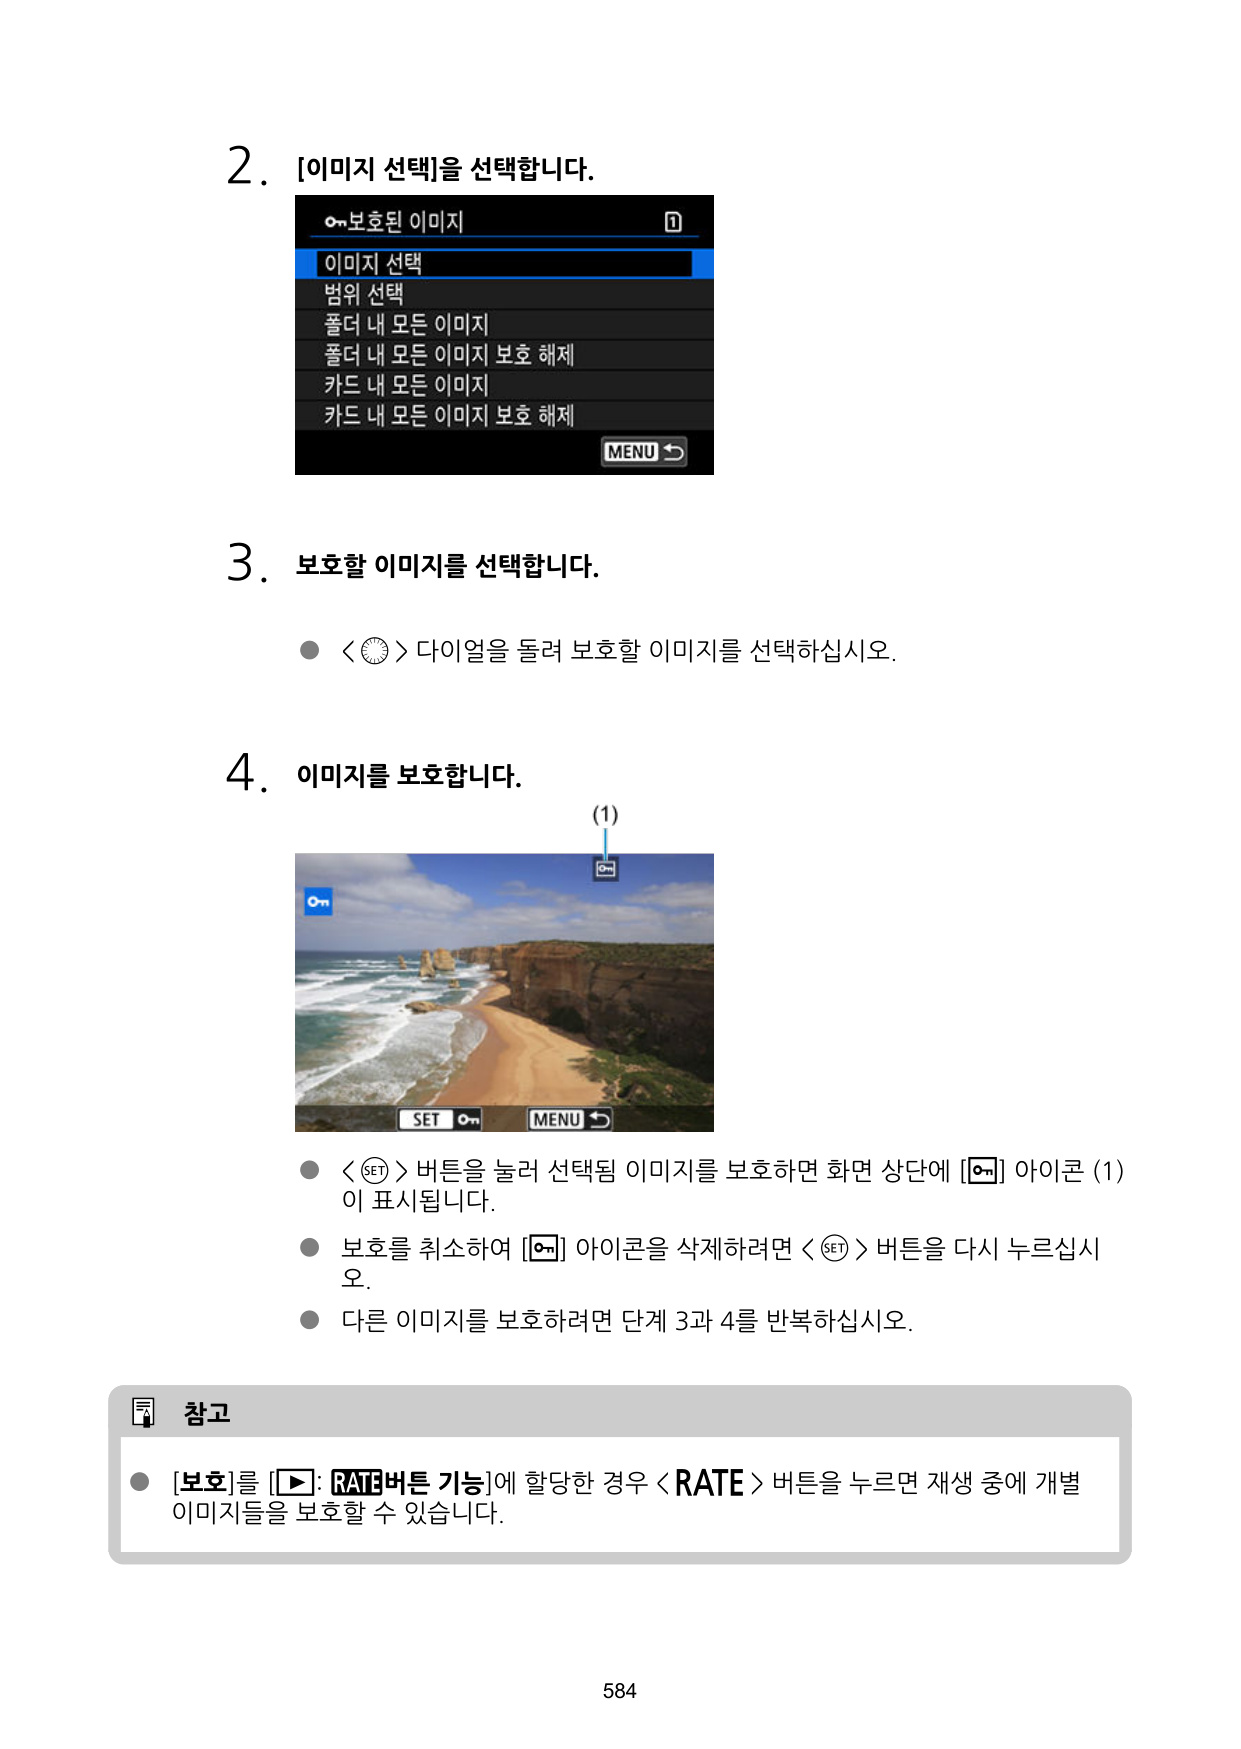 2. [이미지 선택]을 선택합니다.
보호된 이미지 1
이미지 선택
범위 선택
폴더 내 모든 이미지
폴더 내 모든 이미지 보호 해제
카드 내 모든 이미지
카드 내 모든 이미지 보호 해제
MENU
3. 보호할 이미지를 선택합니다.
● < > 다이얼을 돌려 보호할 이미지를 선택하십시오.
4. 이미지를 보호합니다.
(1)
SET MENU
● < SET > 버튼을 눌러 선택됨 이미지를 보호하면 화면 상단에 [ ] 아이콘 (1)
이 표시됩니다.
● 보호를 취소하여 [ ] 아이콘을 삭제하려면 < SET > 버튼을 다시 누르십시
오.
● 다른 이미지를 보호하려면 단계 3과 4를 반복하십시오.
참고
● [보호]를 [ : RATE버튼 기능]에 할당한 경우 < RATE > 버튼을 누르면 재생 중에 개별
이미지들을 보호할 수 있습니다.
584